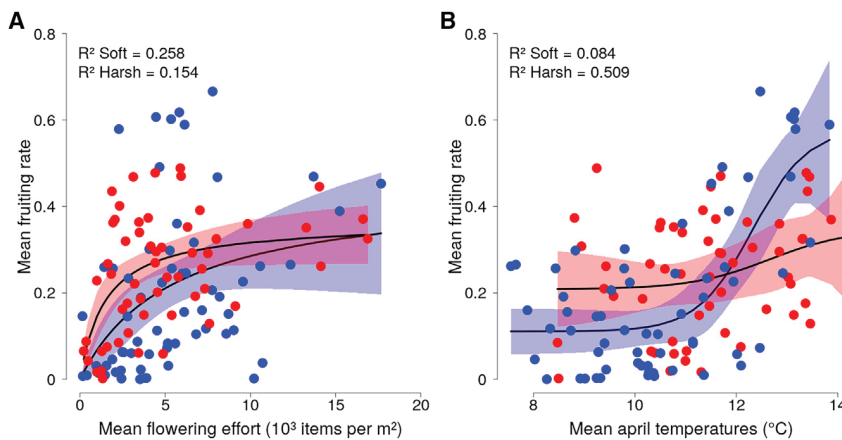 A
R² Soft = 0.258
R² Harsh = 0.154
Mean fruiting rate
0.8
0.6
0.4
0.2
0
0 5 10 15 20
Mean flowering effort (10³ items per m²)
B
R² Soft = 0.084
R² Harsh = 0.509
Mean fruiting rate
0.8
0.6
0.4
0.2
0
8 10 12 14
Mean april temperatures (°C)